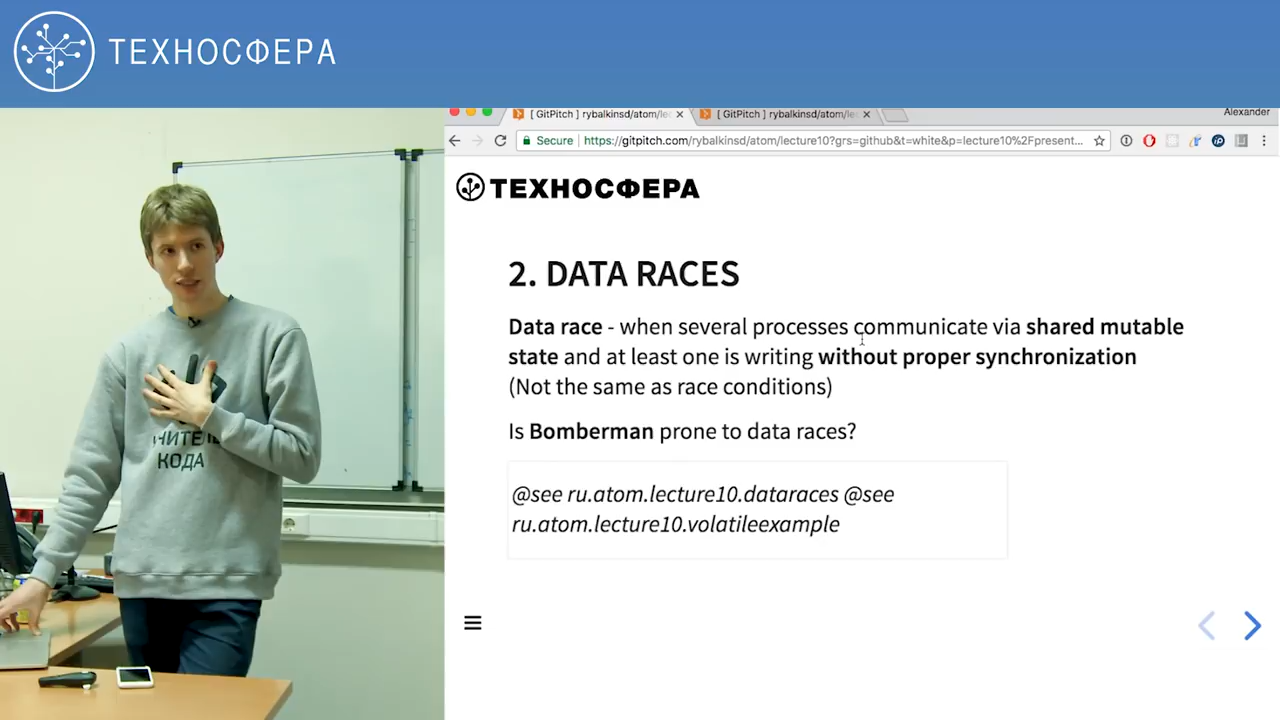 ТЕХНОСФЕРА
[ GitPitch ] rybalkinsd/atom/le
[ GitPitch ] rybalkinsd/atom/le
Alexander
Secure
https://gitpitch.com/rybalkinsd/atom/lecture10?grs=github&t=white&p=lecture10%2Fpresent...
ТЕХНОСФЕРА
2. DATA RACES
Data race - when several processes communicate via shared mutable
state and at least one is writing without proper synchronization
(Not the same as race conditions)
Is Bomberman prone to data races?
@see ru.atom.lecture10.dataraces @see
ru.atom.lecture10.volatileexample
КОДА